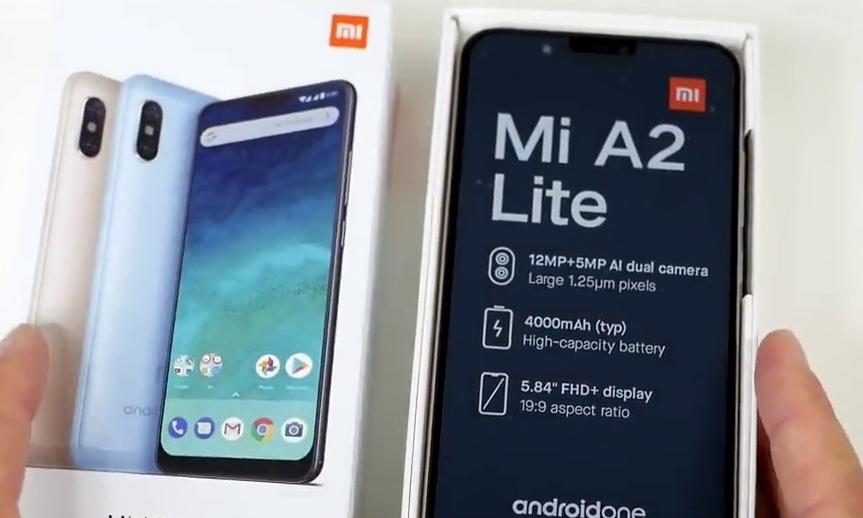 mi
mi
Mi A2
Lite
12MP+5MP AI dual camera
Large 1.25μm pixels
4000mAh (typ)
High-capacity battery
5.84" FHD+ display
19:9 aspect ratio
androidone